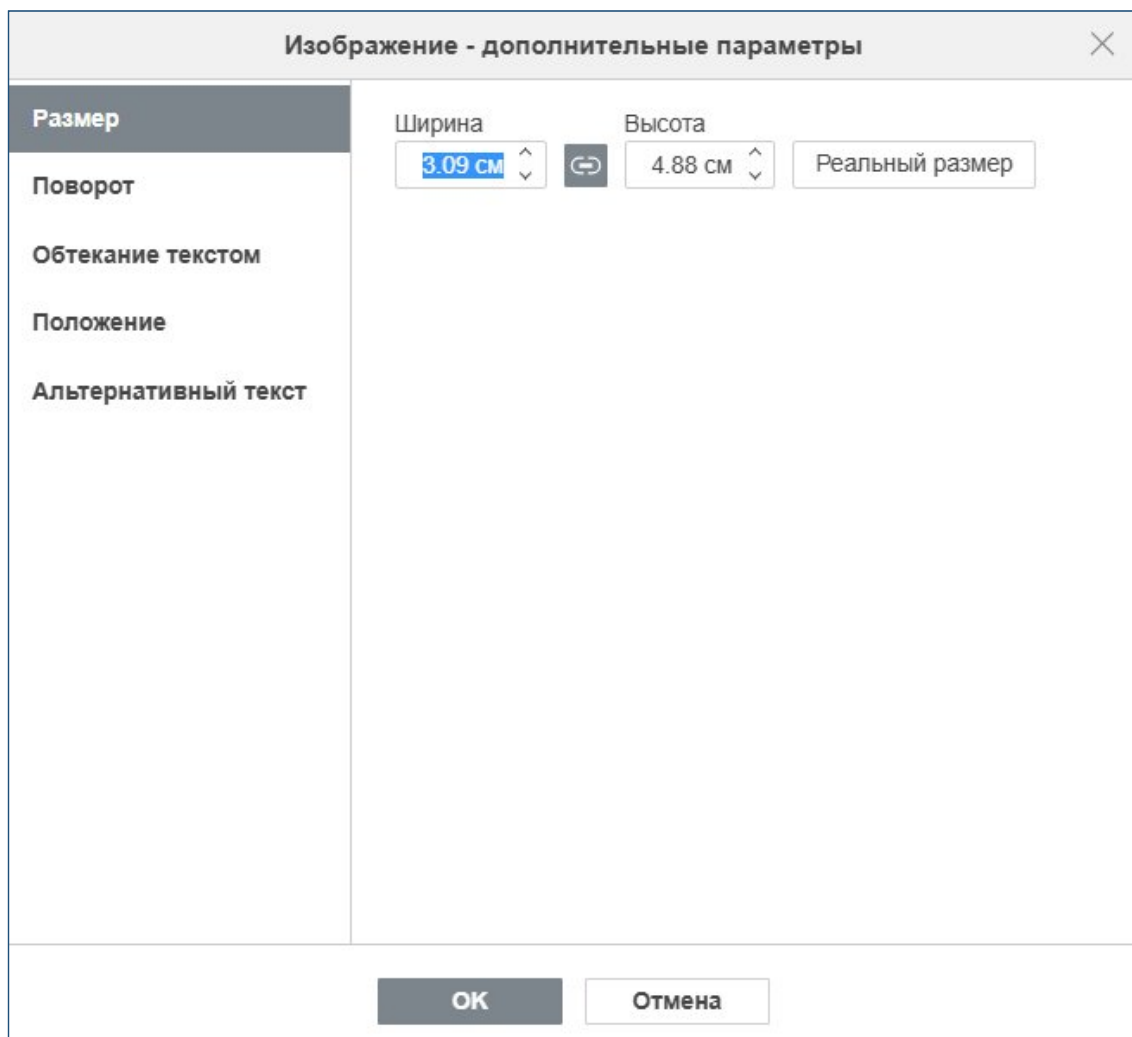 Изображение - дополнительные параметры
Размер
Поворот
Обтекание текстом
Положение
Альтернативный текст
Ширина Высота
3.09 см 4.88 см Реальный размер
OK Отмена